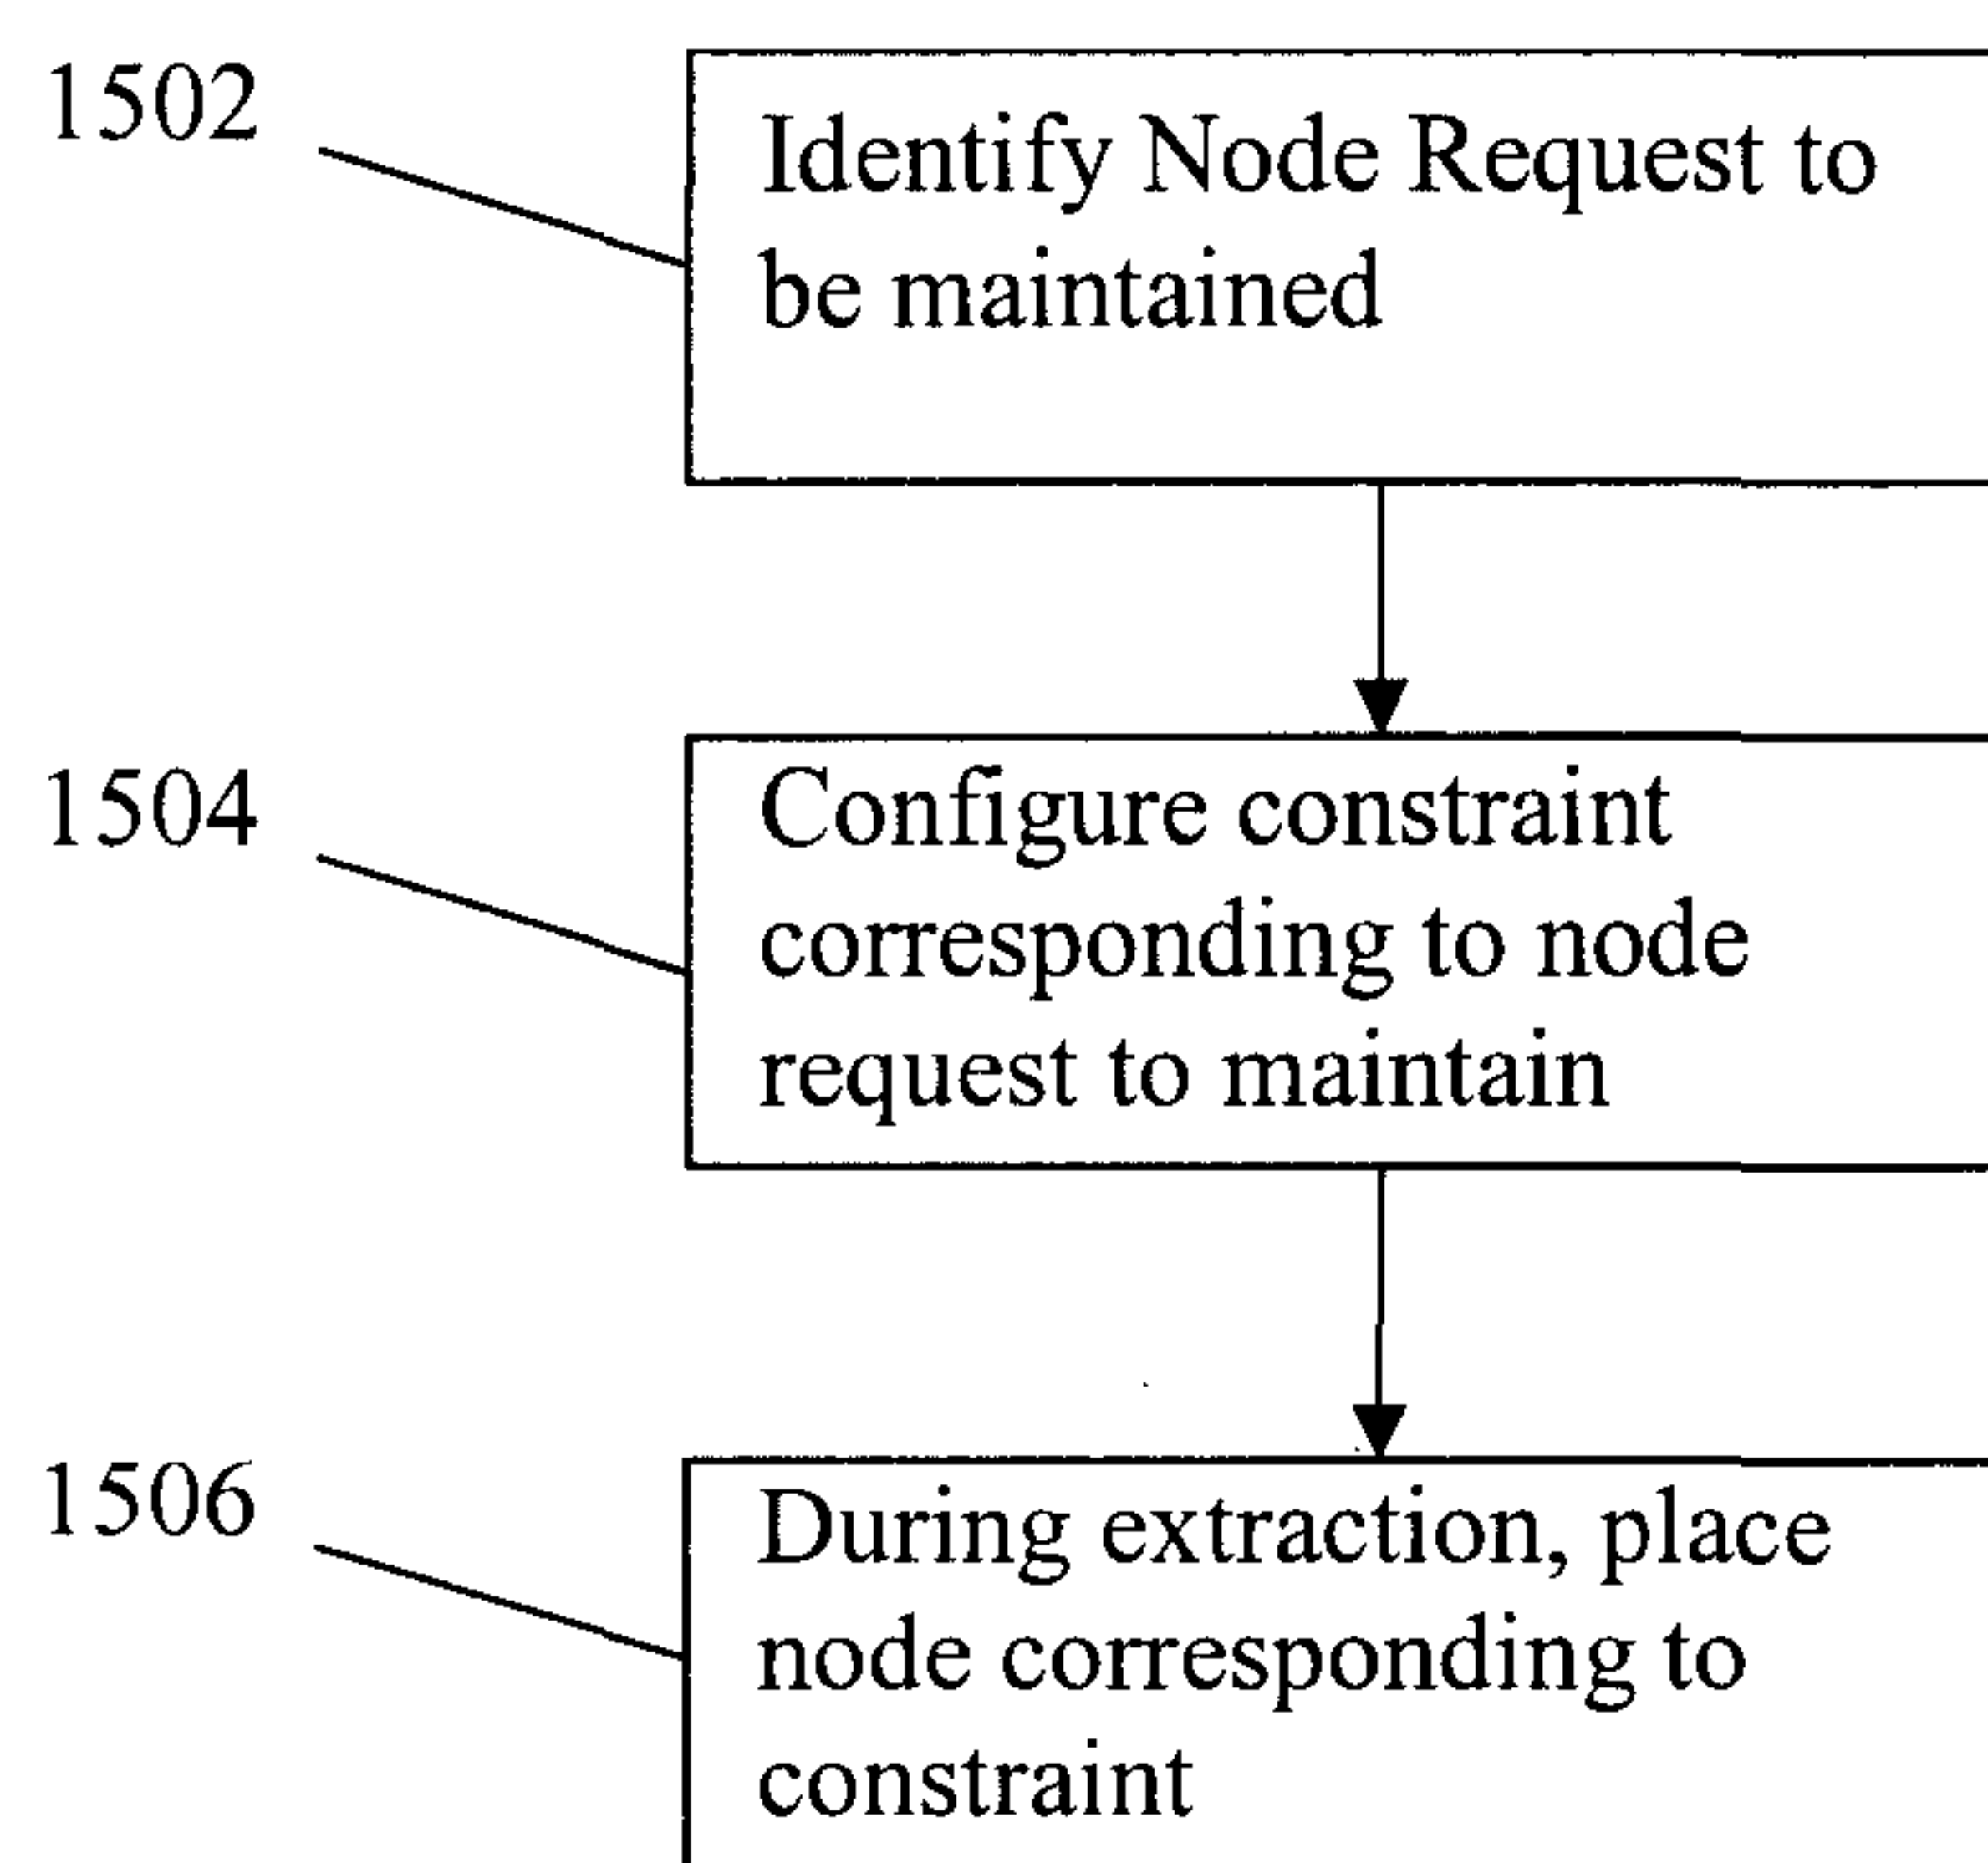 1502
Identify Node Request to
be maintained
1504
Configure constraint
corresponding to node
request to maintain
1506
During extraction, place
node corresponding to
constraint